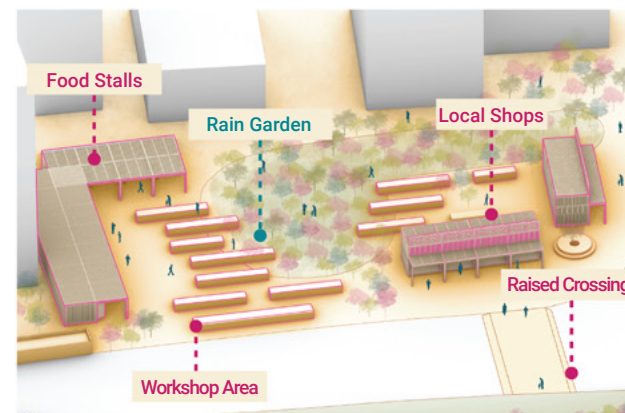 Food Stalls
Rain Garden
Local Shops
Raised Crossing
Workshop Area